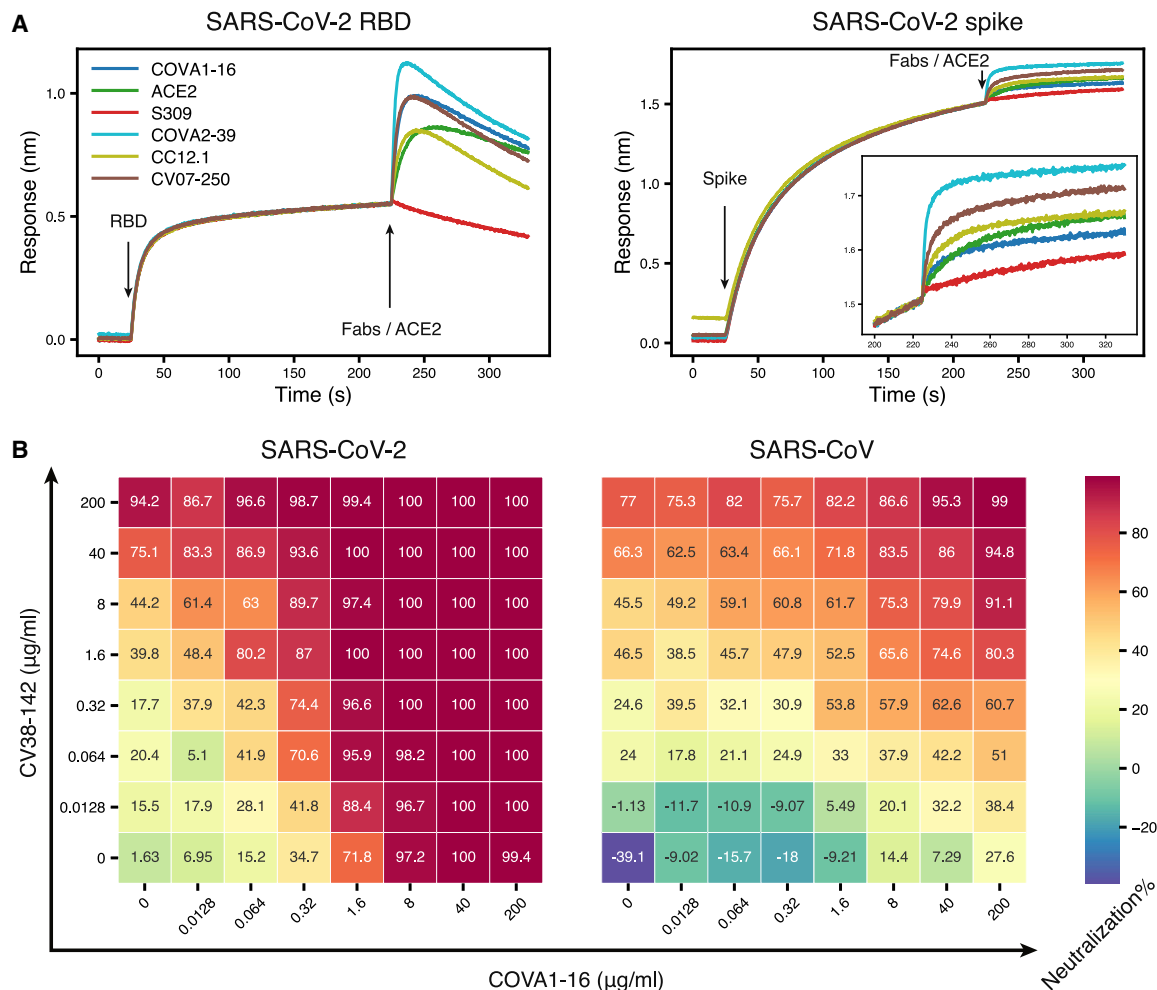 A
SARS-CoV-2 RBD
SARS-CoV-2 spike
COVA1-16
ACE2
S309
COVA2-39
CC12.1
CV07-250
RBD
Fabs / ACE2
1.0
0.5
0.0
Response (nm)
0 50 100 150 200 250 300
Time (s)
Fabs / ACE2
Spike
1.5
1.0
0.5
0.0
Response (nm)
1.7
1.6
1.5
200 220 240 260 280 300 320
0 50 100 150 200 250 300
Time (s)
B
SARS-CoV-2
SARS-CoV
CV38-142 (μg/ml)
200 94.2 86.7 96.6 98.7 99.4 100 100 100
40 75.1 83.3 86.9 93.6 100 100 100 100
8 44.2 61.4 63 89.7 97.4 100 100 100
1.6 39.8 48.4 80.2 87 100 100 100 100
0.32 17.7 37.9 42.3 74.4 96.6 100 100 100
0.064 20.4 5.1 41.9 70.6 95.9 98.2 100 100
0.0128 15.5 17.9 28.1 41.8 88.4 96.7 100 100
0 1.63 6.95 15.2 34.7 71.8 97.2 100 99.4
0 0.0128 0.064 0.32 1.6 8 40 200
77 75.3 82 75.7 82.2 86.6 95.3 99
66.3 62.5 63.4 66.1 71.8 83.5 86 94.8
45.5 49.2 59.1 60.8 61.7 75.3 79.9 91.1
46.5 38.5 45.7 47.9 52.5 65.6 74.6 80.3
24.6 39.5 32.1 30.9 53.8 57.9 62.6 60.7
24 17.8 21.1 24.9 33 37.9 42.2 51
-1.13 -11.7 -10.9 -9.07 5.49 20.1 32.2 38.4
-39.1 -9.02 -15.7 -18 -9.21 14.4 7.29 27.6
0 0.0128 0.064 0.32 1.6 8 40 200
COVA1-16 (μg/ml)
80
60
40
20
0
−20
Neutralization%